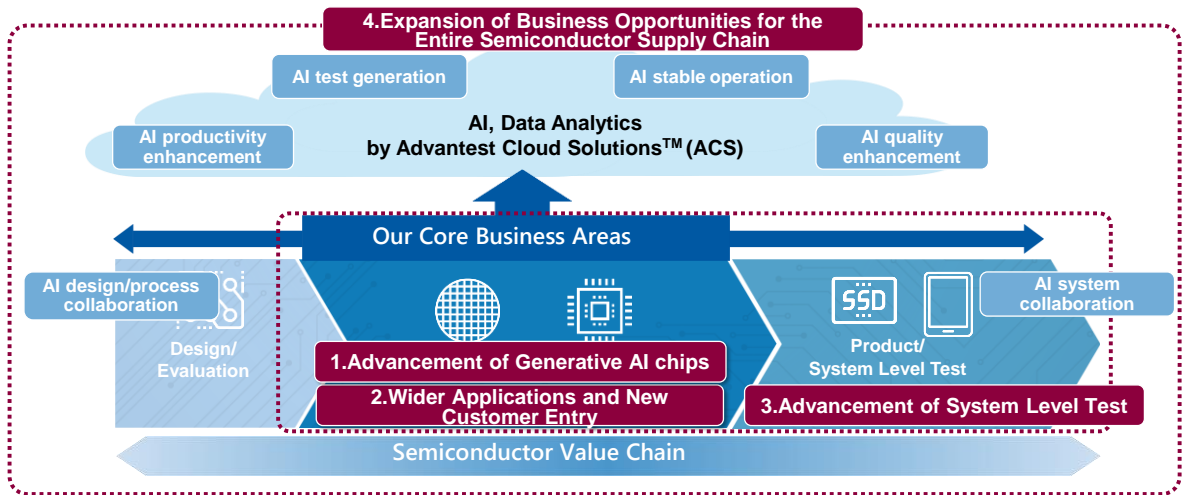 4.Expansion of Business Opportunities for the
Entire Semiconductor Supply Chain
AI test generation
AI stable operation
AI productivity
enhancement
AI, Data Analytics
by Advantest Cloud Solutions™ (ACS)
AI quality
enhancement
Our Core Business Areas
AI design/process
collaboration
SSD
AI system
collaboration
Design/
Evaluation
Product/
System Level Test
1.Advancement of Generative AI chips
2.Wider Applications and New
Customer Entry
3.Advancement of System Level Test
Semiconductor Value Chain